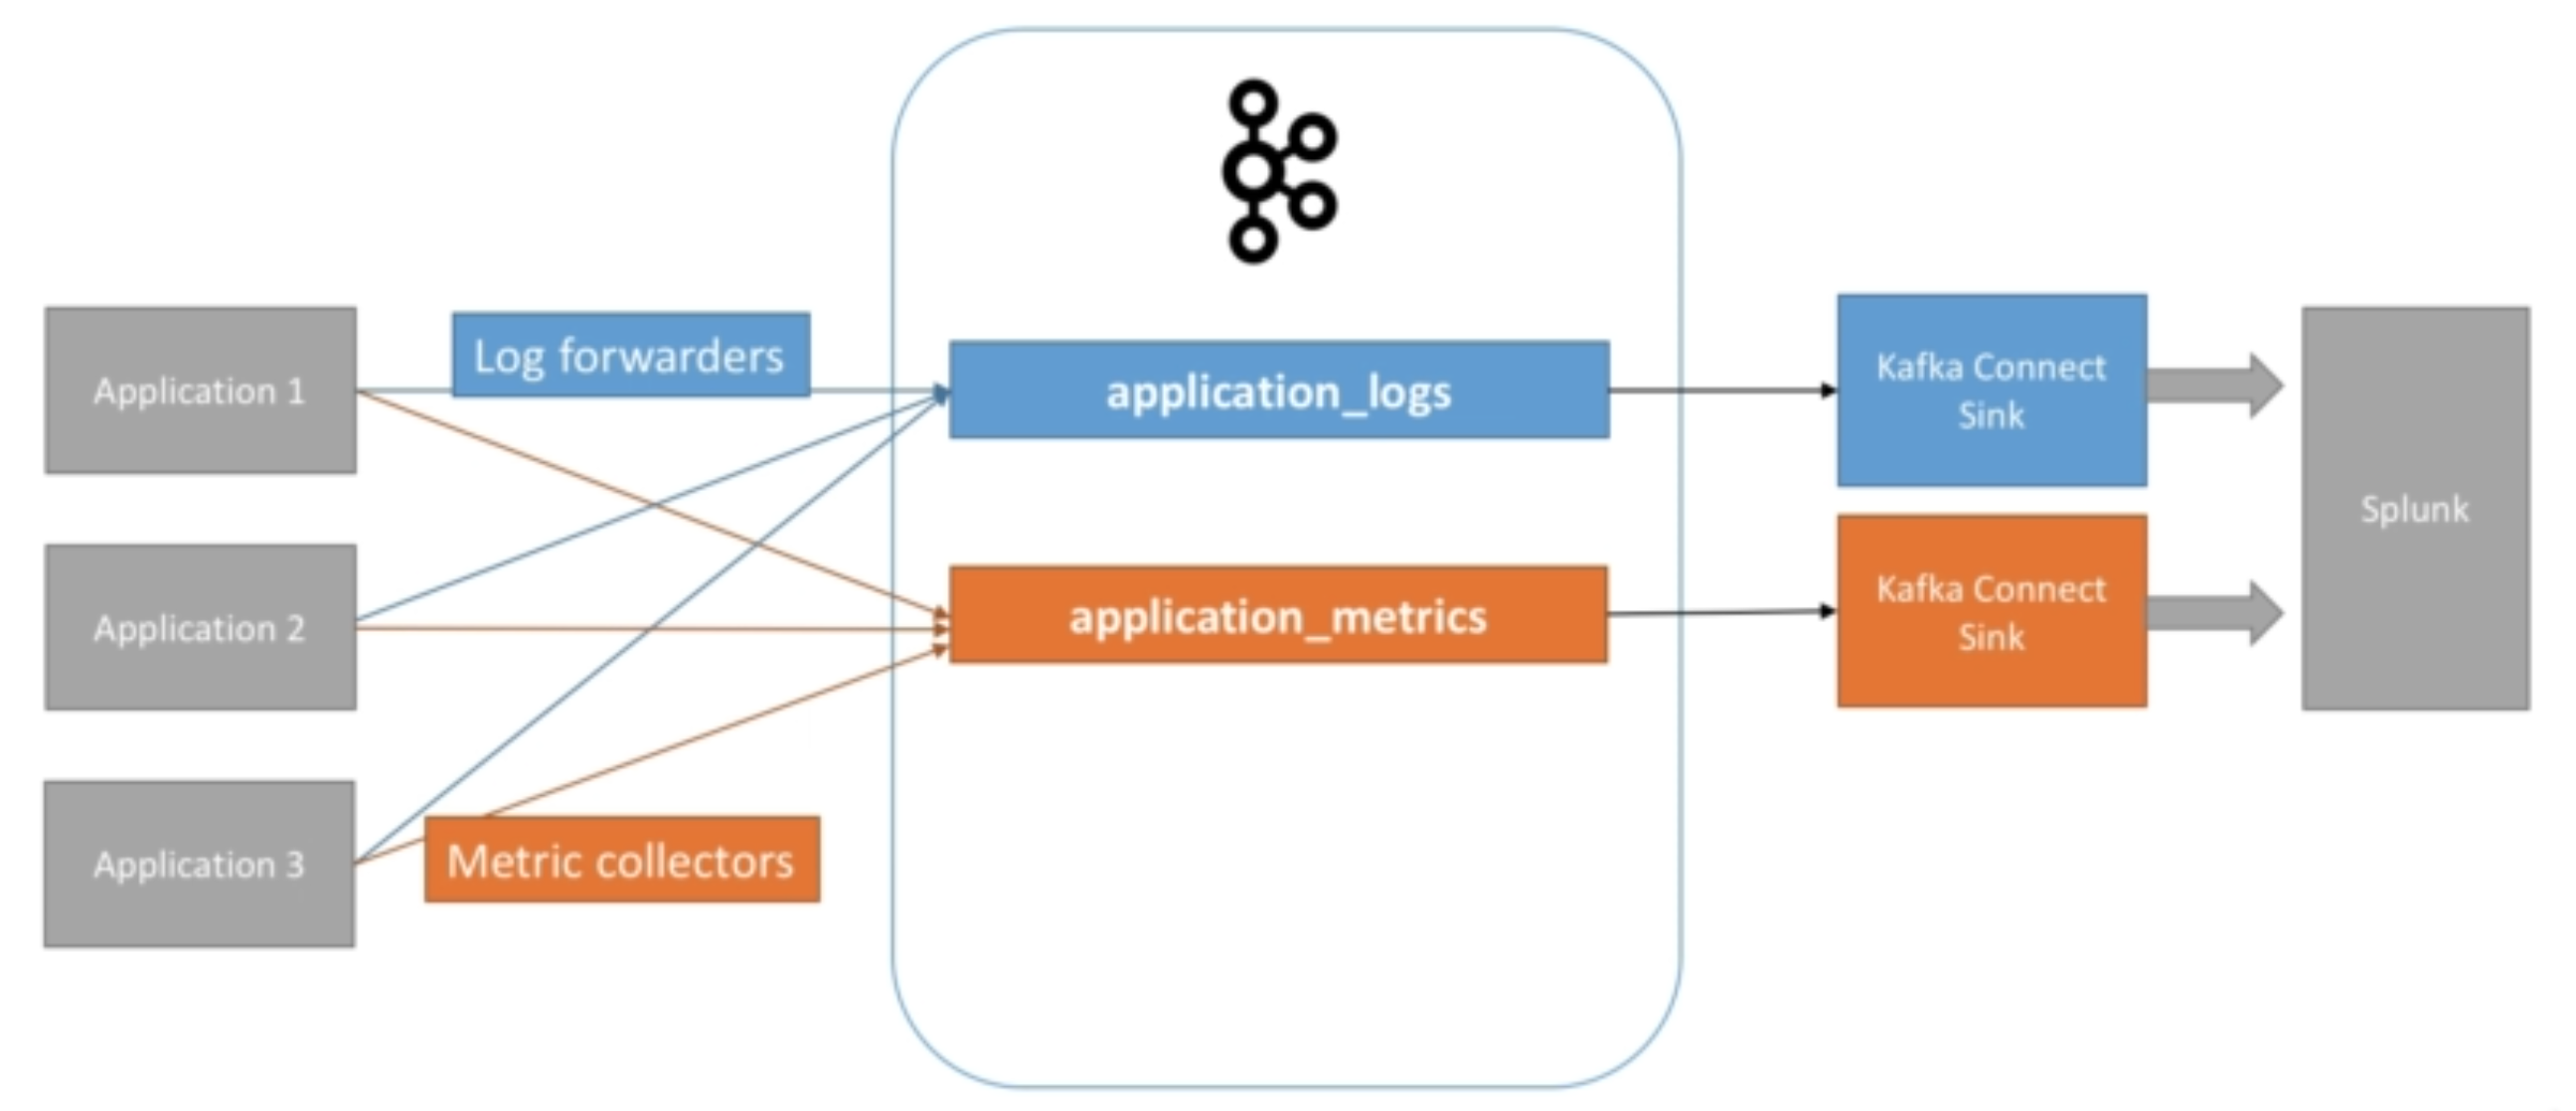 Application 1
Log forwarders
application_logs
Kafka Connect
Sink
Splunk
Application 2
application_metrics
Kafka Connect
Sink
Application 3
Metric collectors